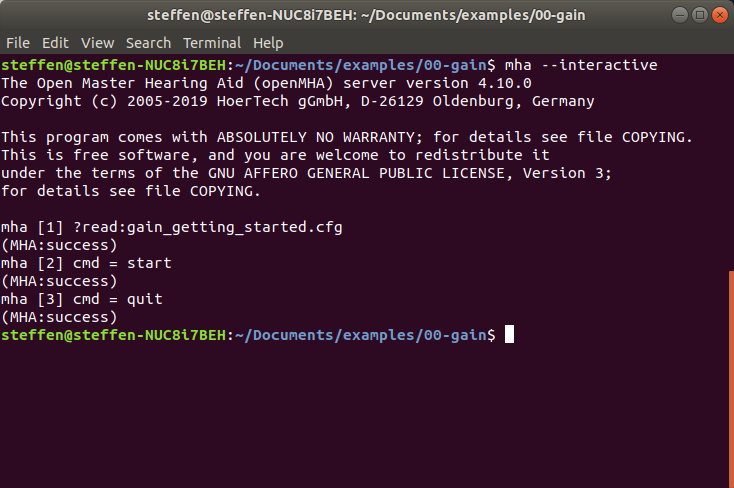 steffen@steffen-NUC8i7BEH: ~/Documents/examples/00-gain
File Edit View Search Terminal Help
steffen@steffen-NUC8i7BEH:~/Documents/examples/00-gain$ mha --interactive
The Open Master Hearing Aid (openMHA) server version 4.10.0
Copyright (c) 2005-2019 HoerTech gGmbH, D-26129 Oldenburg, Germany

This program comes with ABSOLUTELY NO WARRANTY; for details see file COPYING.
This is free software, and you are welcome to redistribute it
under the terms of the GNU AFFERO GENERAL PUBLIC LICENSE, Version 3;
for details see file COPYING.

mha [1] ?read:gain_getting_started.cfg
(MHA:success)
mha [2] cmd = start
(MHA:success)
mha [3] cmd = quit
(MHA:success)
steffen@steffen-NUC8i7BEH:~/Documents/examples/00-gain$